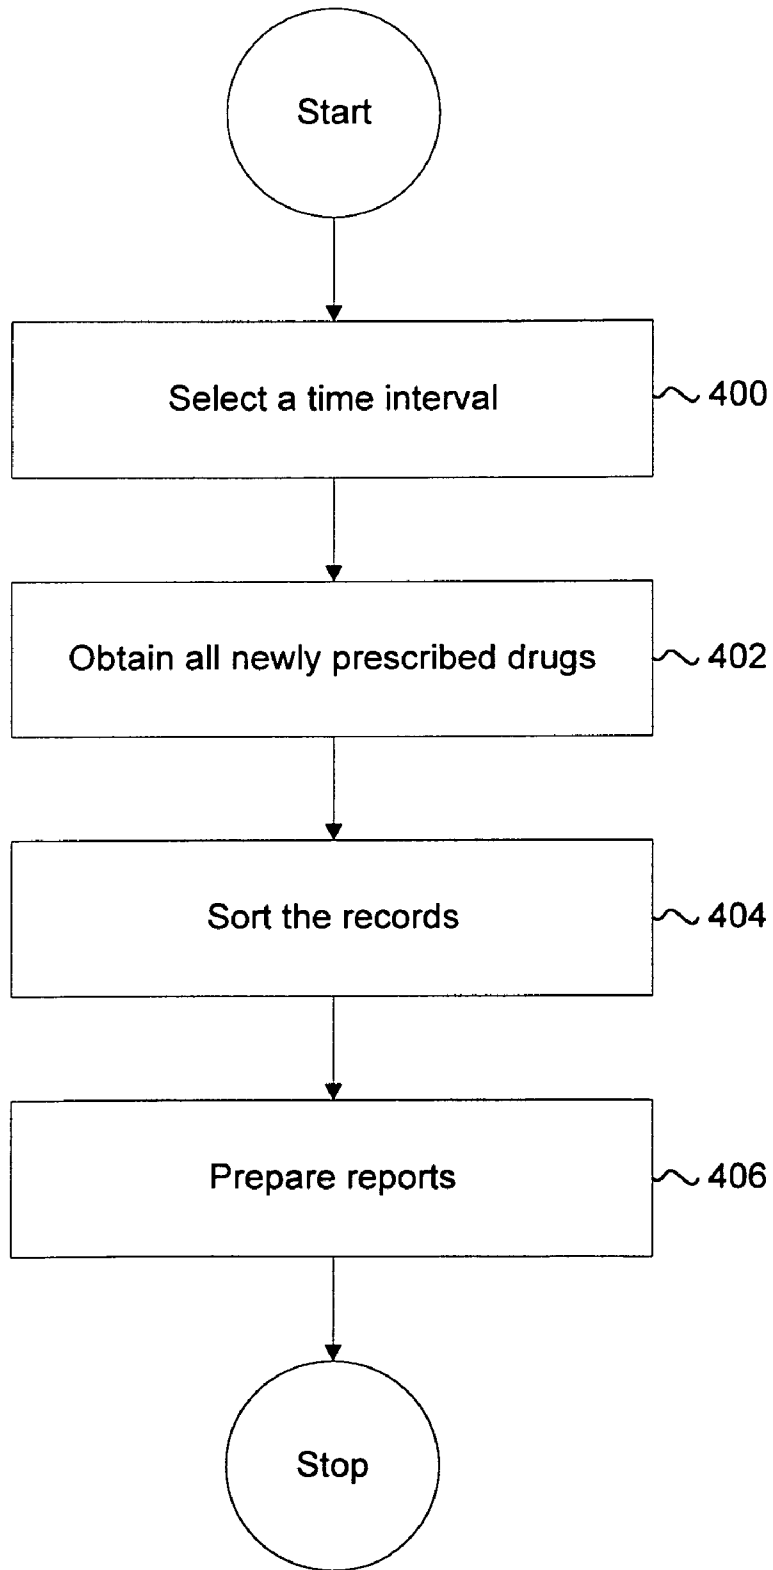 Start
Select a time interval
400
Obtain all newly prescribed drugs
402
Sort the records
404
Prepare reports
406
Stop